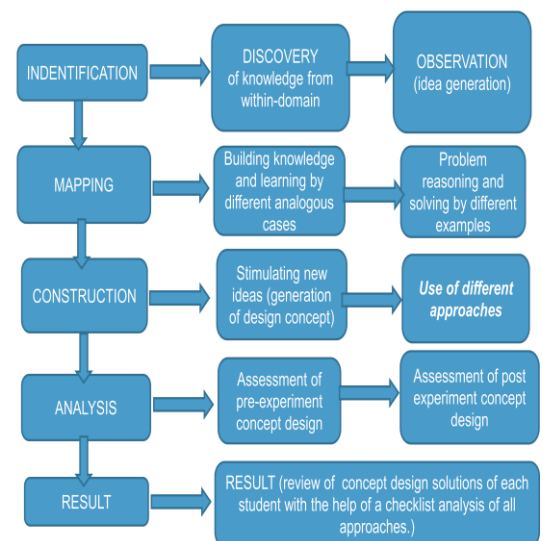 INDENTIFICATION
DISCOVERY
of knowledge from
within-domain
OBSERVATION
(idea generation)
MAPPING
Building knowledge
and learning by
different analogous
cases
Problem
reasoning and
solving by different
examples
CONSTRUCTION
Stimulating new
ideas (generation
of design concept)
Use of different
approaches
ANALYSIS
Assessment of
pre-experiment
concept design
Assessment of post
experiment concept
design
RESULT
RESULT (review of concept design solutions of each
student with the help of a checklist analysis of all
approaches.)